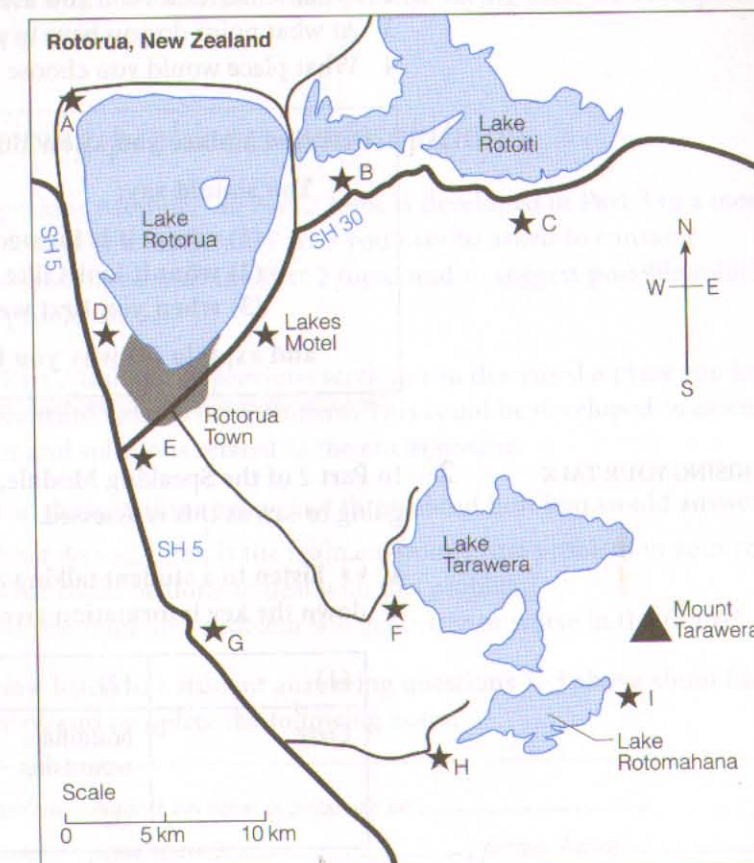 Rotorua, New Zealand
A
Lake
Rotoiti
B
Lake
Rotorua
SH 30
C
SH 5
N
W
E
S
D
Lakes
Motel
Rotorua
Town
E
SH 5
Lake
Tarawera
F
Mount
Tarawera
G
I
Lake
Rotomahana
H
Scale
0
5 km
10 km